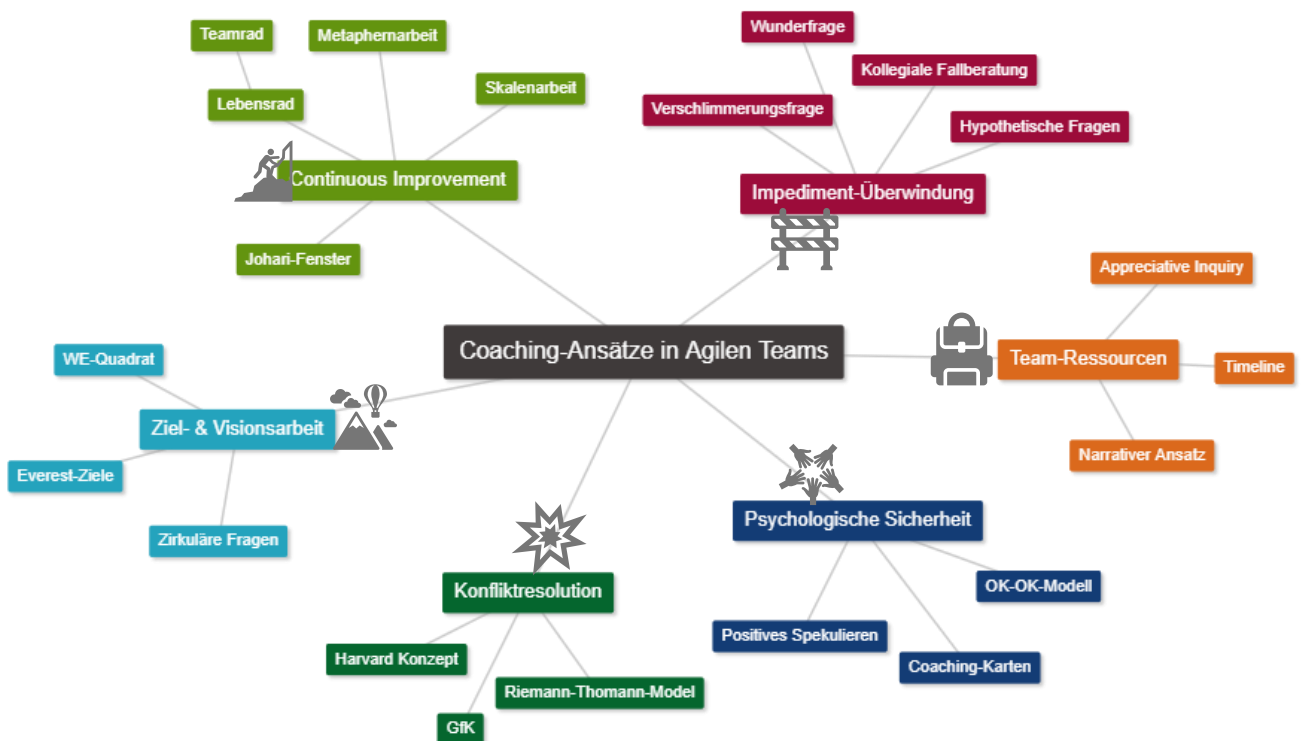 Teamrad
Metaphernarbeit
Lebensrad
Skalenarbeit
Continuous Improvement
Johari-Fenster
Wunderfrage
Kollegiale Fallberatung
Verschlimmerungsfrage
Hypothetische Fragen
Impediment-Überwindung
Appreciative Inquiry
Team-Ressourcen
Timeline
Narrativer Ansatz
Coaching-Ansätze in Agilen Teams
WE-Quadrat
Ziel- & Visionsarbeit
Everest-Ziele
Zirkuläre Fragen
Psychologische Sicherheit
OK-OK-Modell
Positives Spekulieren
Coaching-Karten
Konfliktresolution
Harvard Konzept
Riemann-Thomann-Model
GfK